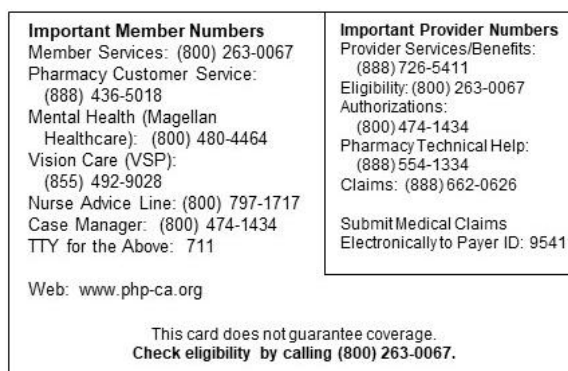 Important Member Numbers
Member Services: (800) 263-0067
Pharmacy Customer Service:
(888) 436-5018
Mental Health (Magellan
Healthcare): (800) 480-4464
Vision Care (VSP):
(855) 492-9028
Nurse Advice Line: (800) 797-1717
Case Manager: (800) 474-1434
TTY for the Above: 711
Web: www.php-ca.org
Important Provider Numbers
Provider Services/Benefits:
(888) 726-5411
Eligibility: (800) 263-0067
Authorizations:
(800) 474-1434
Pharmacy Technical Help:
(888) 554-1334
Claims: (888) 662-0626
Submit Medical Claims
Electronically to Payer ID: 9541
This card does not guarantee coverage.
Check eligibility by calling (800) 263-0067.